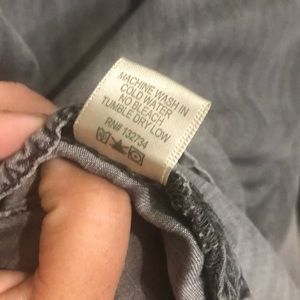 MACHINE WASH IN
COLD WATER
NO BLEACH
TUMBLE DRY LOW
RN# 132734